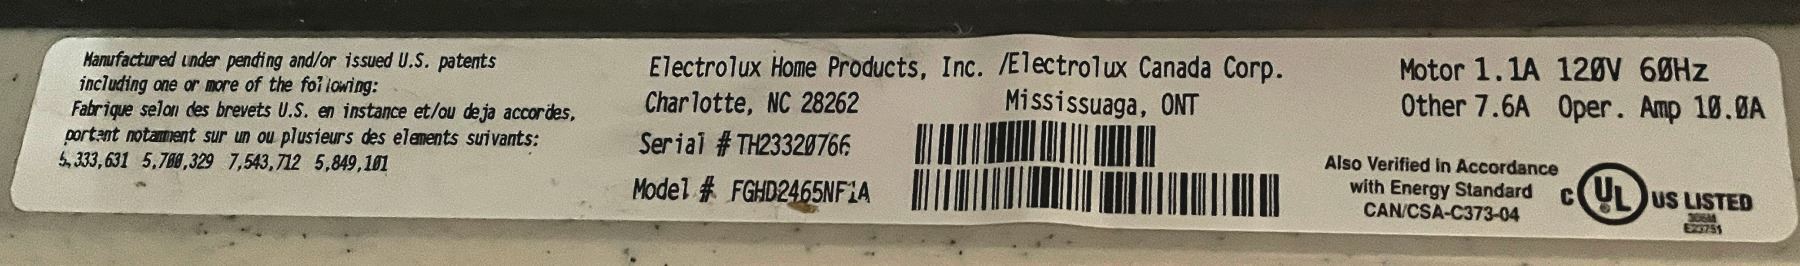 Manufactured under pending and/or issued U.S. patents
including one or more of the following:
Fabrique selon des brevets U.S. en instance et/ou deja accordes,
portant notamment sur un ou plusieurs des elements suivants:
5,333,631 5,700,329 7,543,712 5,849,101
Electrolux Home Products, Inc. /Electrolux Canada Corp.
Charlotte, NC 28262 Mississuaga, ONT
Serial # TH23320766
Model # FGHD2465NF1A
Motor 1.1A 120V 60Hz
Other 7.6A Oper. Amp 10.0A
Also Verified in Accordance
with Energy Standard
CAN/CSA-C373-04
C UL US LISTED
E23751